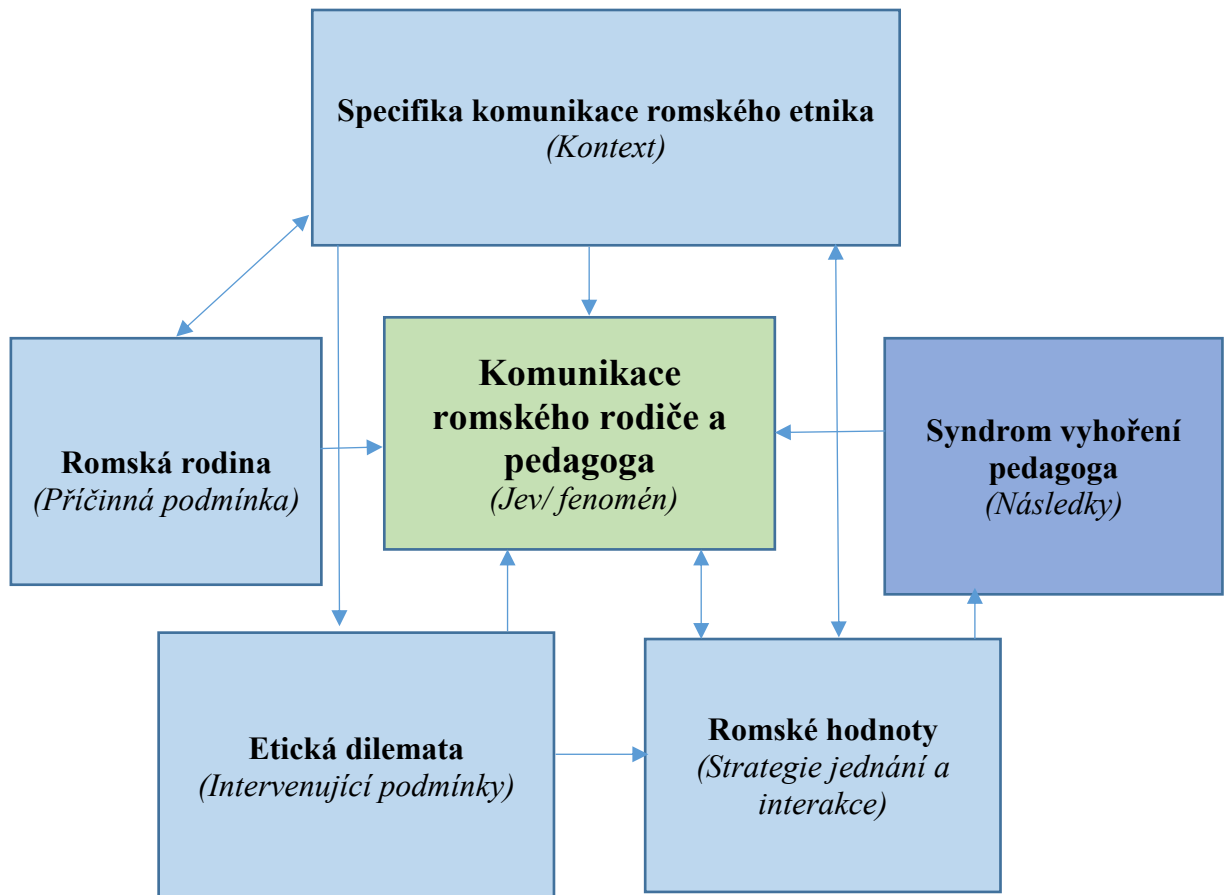 Specifika komunikace romského etnika
(Kontext)
Komunikace
romského rodiče a
pedagoga
(Jev/ fenomén)
Romská rodina
(Příčinná podmínka)
Syndrom vyhoření
pedagoga
(Následky)
Etická dilemata
(Intervenující podmínky)
Romské hodnoty
(Strategie jednání a
interakce)